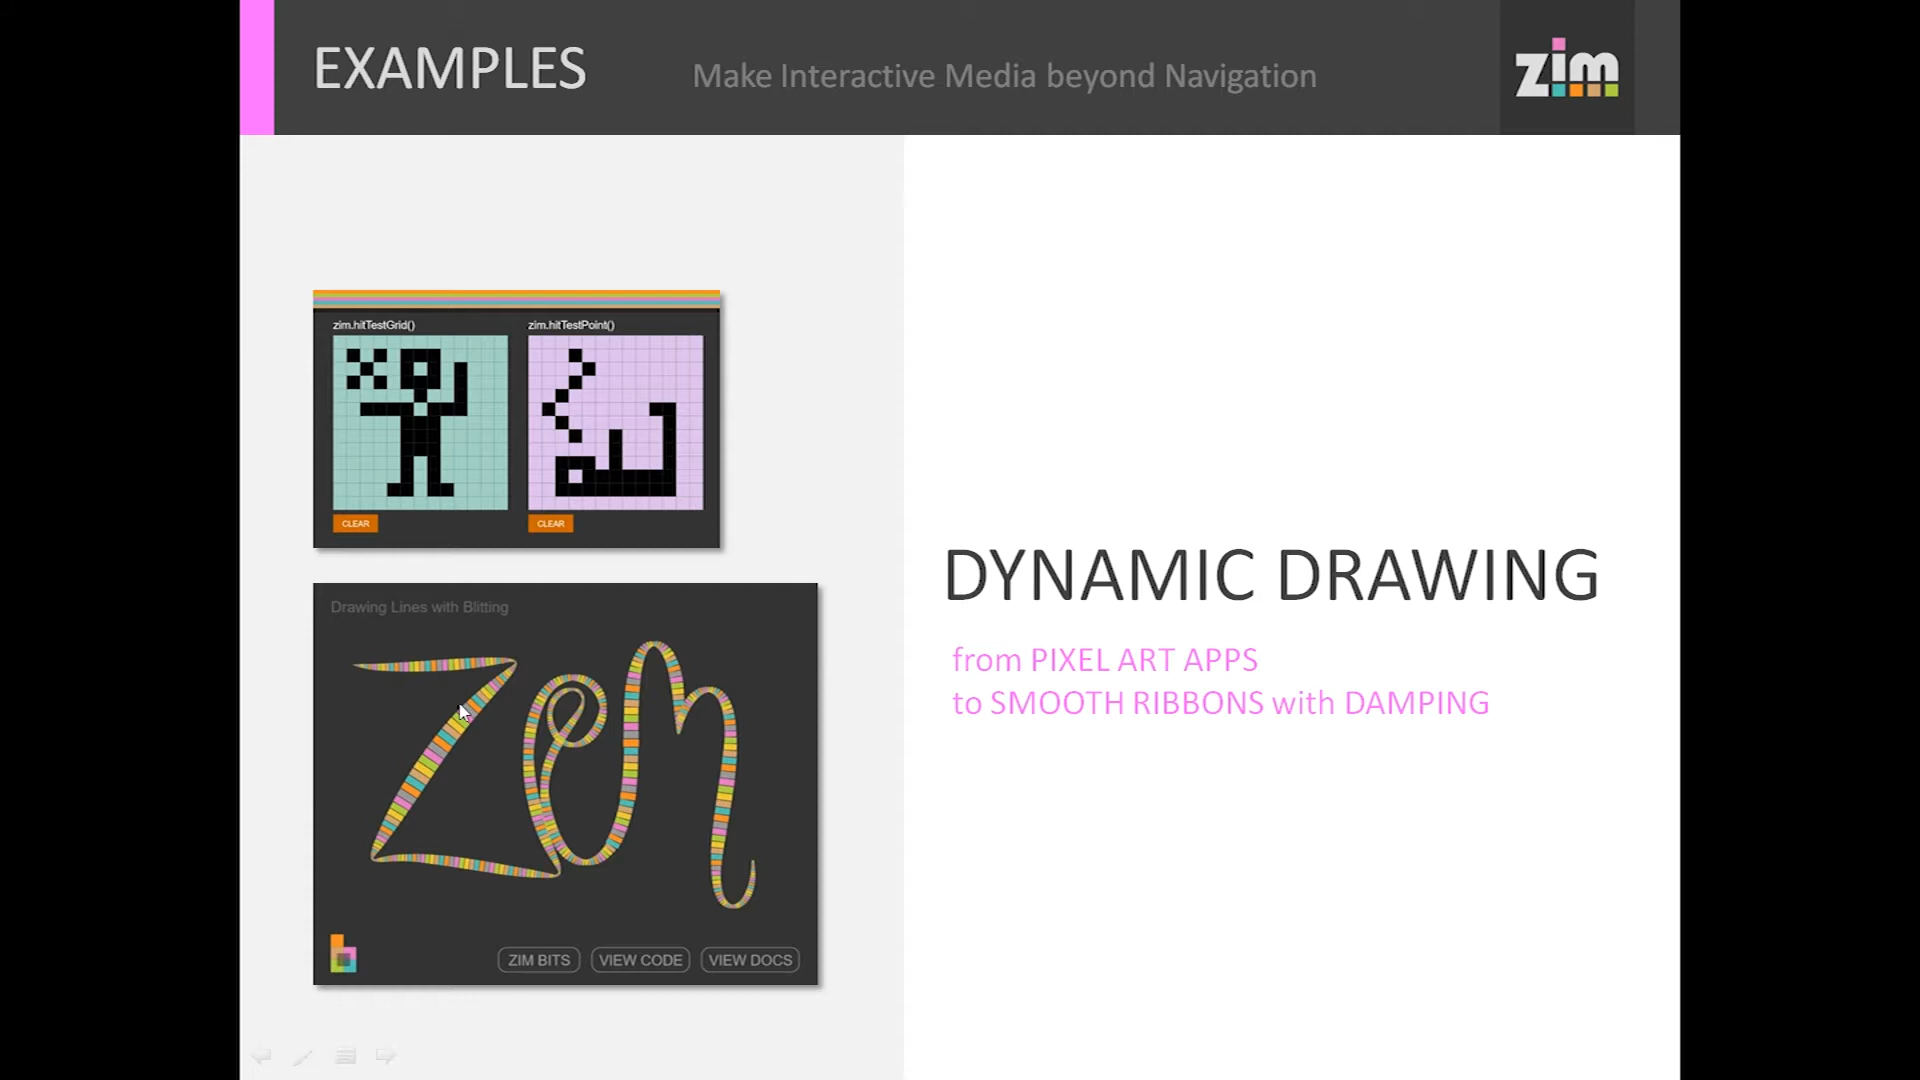 EXAMPLES
Make Interactive Media beyond Navigation
zim
zim.hitTestGrid()
zim.hitTestPoint()
CLEAR
CLEAR
Drawing Lines with Blitting
zen
ZIM BITS
VIEW CODE
VIEW DOCS
DYNAMIC DRAWING
from PIXEL ART APPS
to SMOOTH RIBBONS with DAMPING